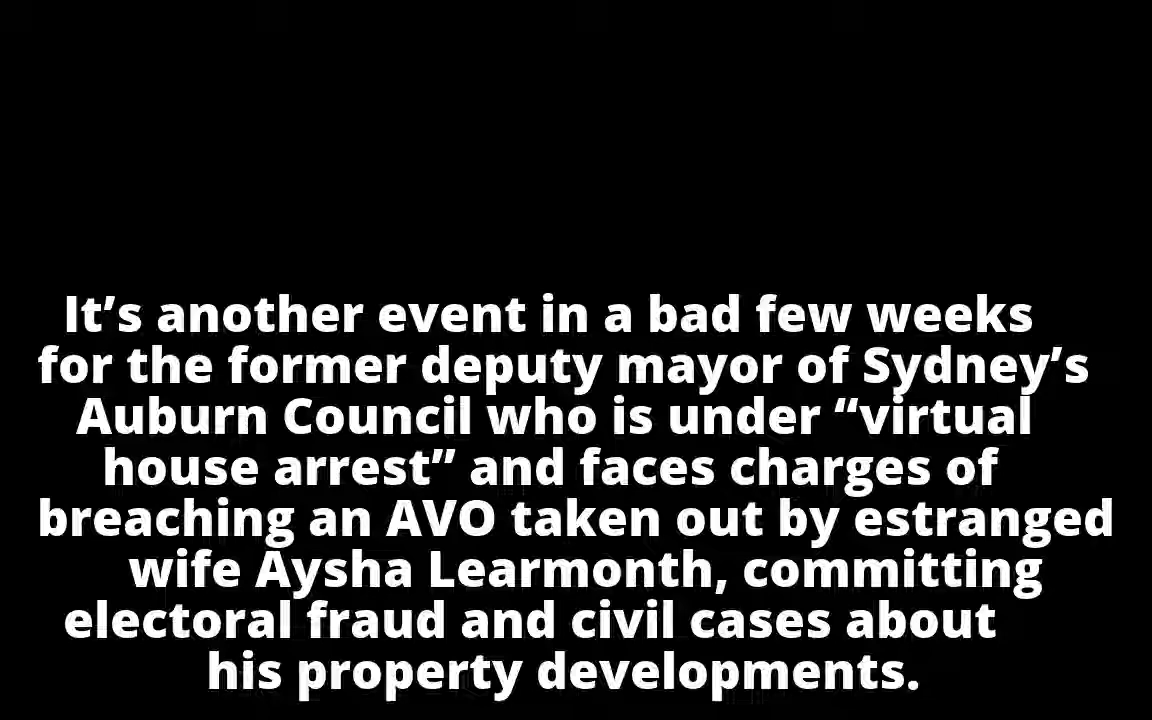 It’s another event in a bad few weeks
for the former deputy mayor of Sydney’s
Auburn Council who is under “virtual
house arrest” and faces charges of
breaching an AVO taken out by estranged
wife Aysha Learmonth, committing
electoral fraud and civil cases about
his property developments.